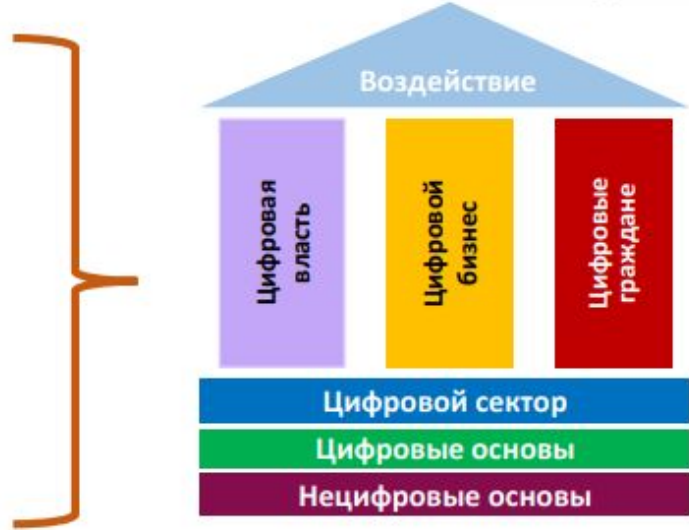 Воздействие
Цифровая
власть
Цифровой
бизнес
Цифровые
граждане
Цифровой сектор
Цифровые основы
Нецифровые основы